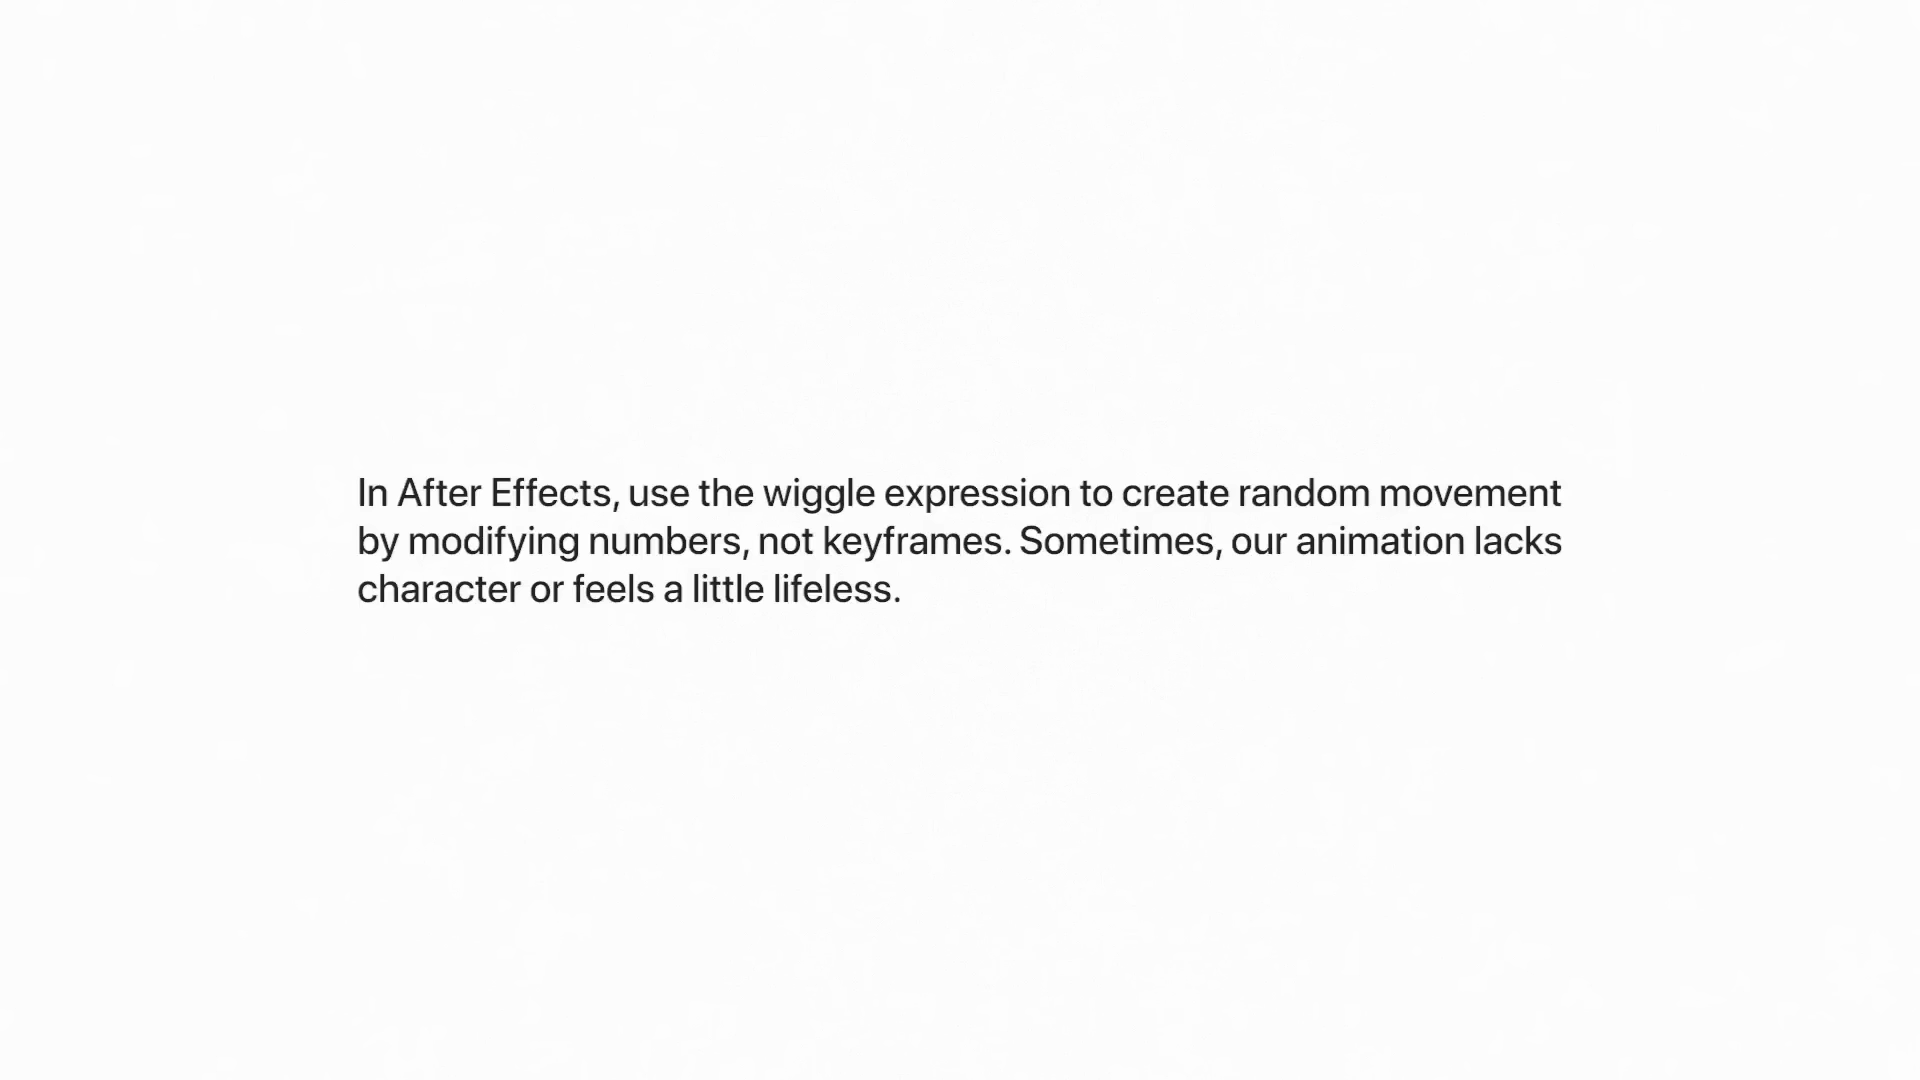 In After Effects, use the wiggle expression to create random movement
by modifying numbers, not keyframes. Sometimes, our animation lacks
character or feels a little lifeless.